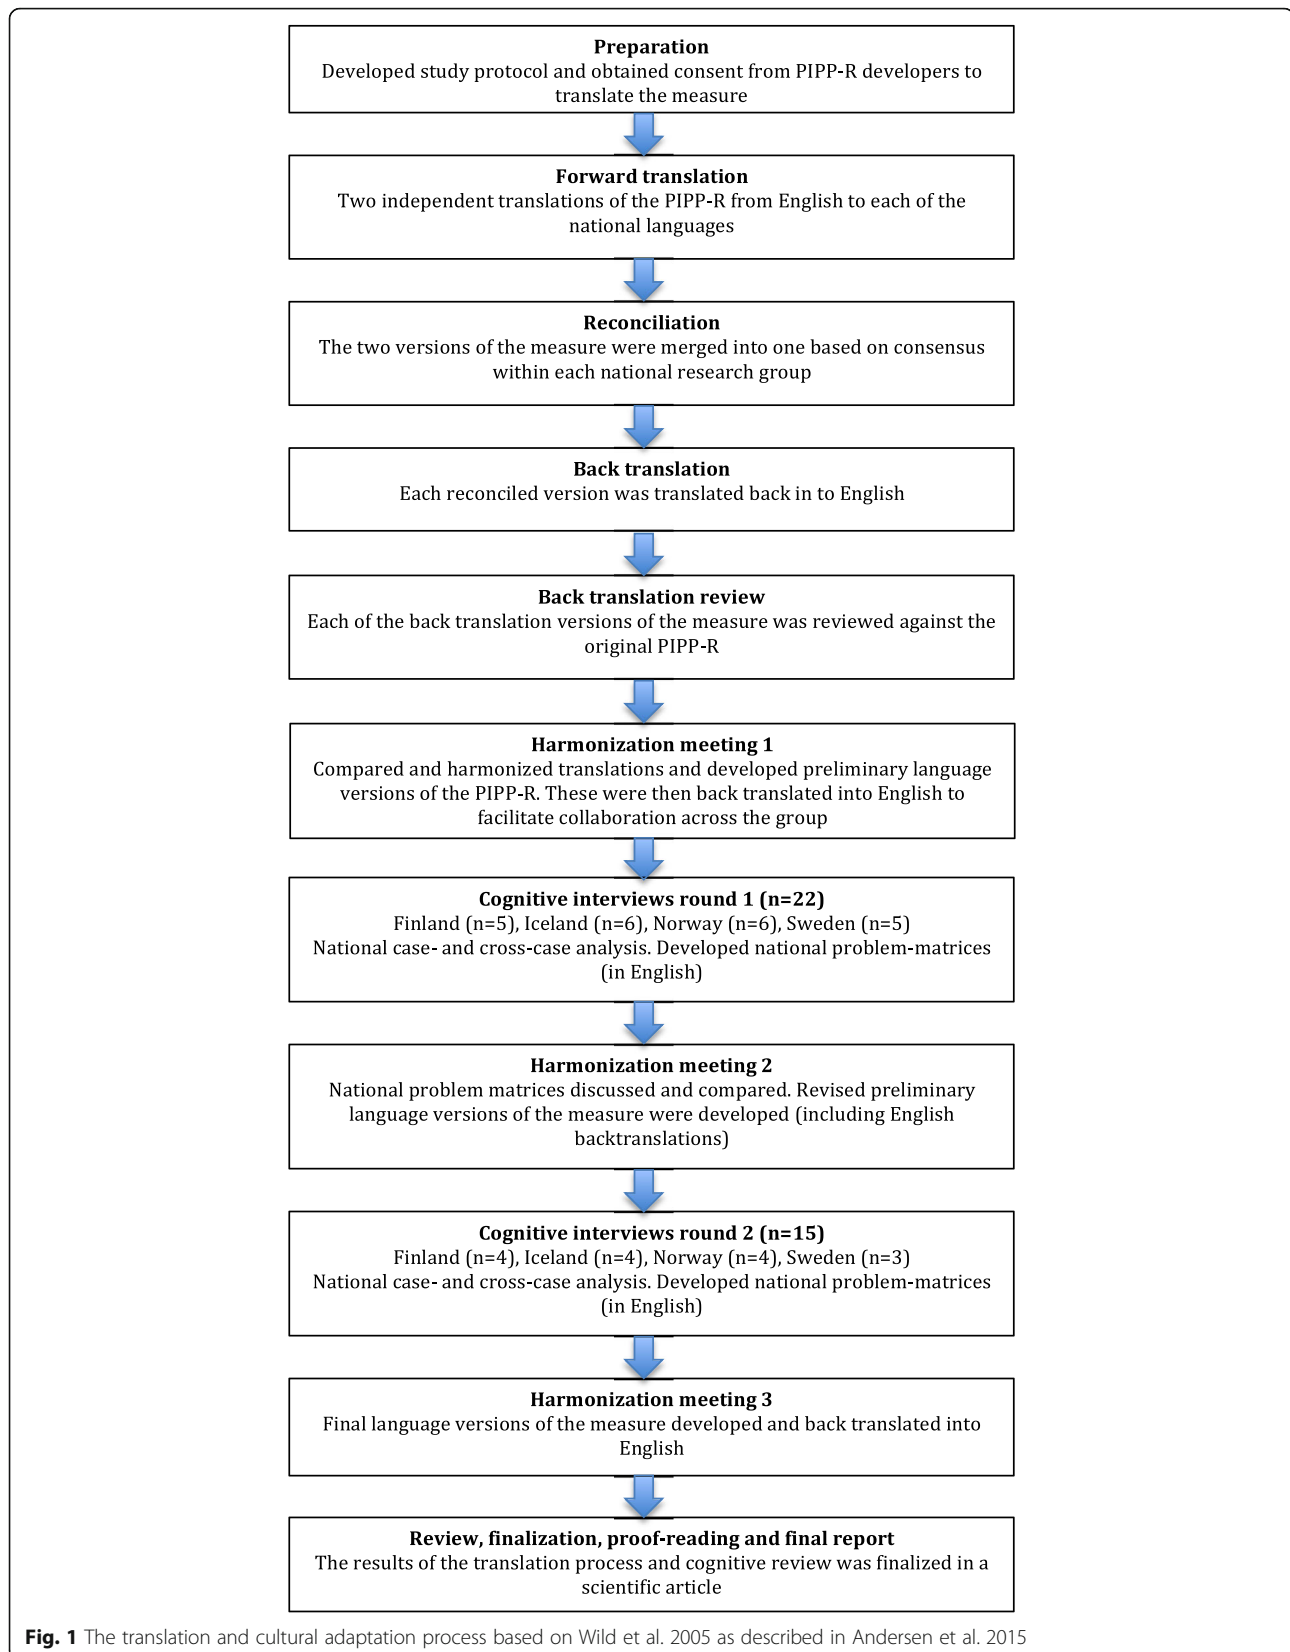 Preparation
Developed study protocol and obtained consent from PIPP-R developers to
translate the measure
Forward translation
Two independent translations of the PIPP-R from English to each of the
national languages
Reconciliation
The two versions of the measure were merged into one based on consensus
within each national research group
Back translation
Each reconciled version was translated back in to English
Back translation review
Each of the back translation versions of the measure was reviewed against the
original PIPP-R
Harmonization meeting 1
Compared and harmonized translations and developed preliminary language
versions of the PIPP-R. These were then back translated into English to
facilitate collaboration across the group
Cognitive interviews round 1 (n=22)
Finland (n=5), Iceland (n=6), Norway (n=6), Sweden (n=5)
National case- and cross-case analysis. Developed national problem-matrices
(in English)
Harmonization meeting 2
National problem matrices discussed and compared. Revised preliminary
language versions of the measure were developed (including English
backtranslations)
Cognitive interviews round 2 (n=15)
Finland (n=4), Iceland (n=4), Norway (n=4), Sweden (n=3)
National case- and cross-case analysis. Developed national problem-matrices
(in English)
Harmonization meeting 3
Final language versions of the measure developed and back translated into
English
Review, finalization, proof-reading and final report
The results of the translation process and cognitive review was finalized in a
scientific article
Fig. 1 The translation and cultural adaptation process based on Wild et al. 2005 as described in Andersen et al. 2015